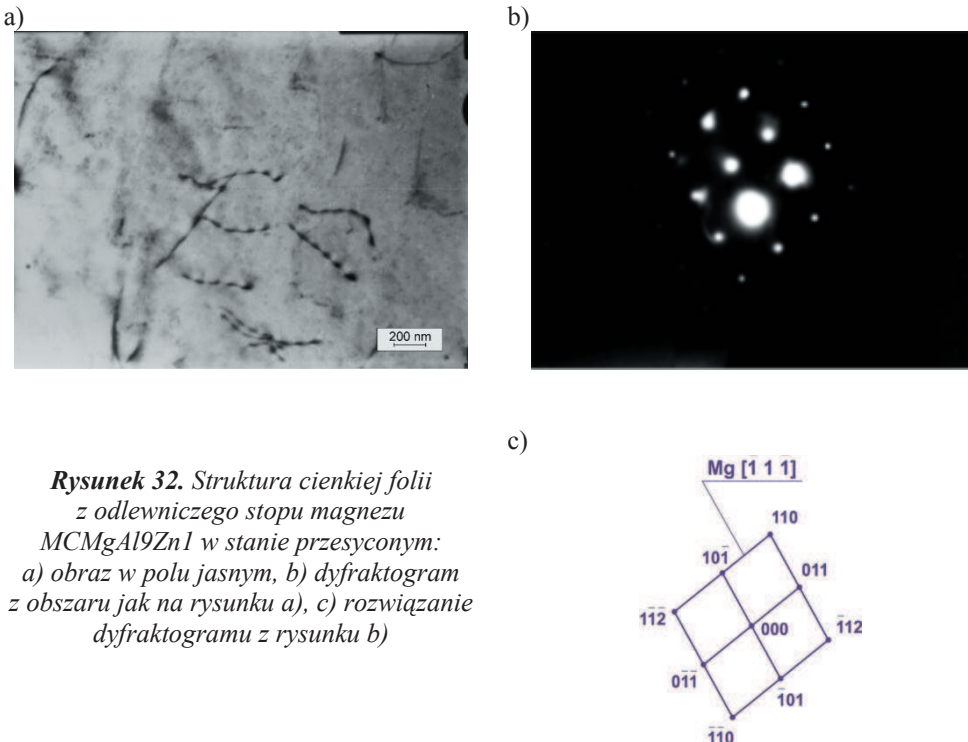 a)
b)
200 nm
c)
Rysunek 32. Struktura cienkiej folii
z odlewniczego stopu magnezu
MCMgAl9Zn1 w stanie przesyconym:
a) obraz w polu jasnym, b) dyfraktogram
z obszaru jak na rysunku a), c) rozwiązanie
dyfraktogramu z rysunku b)
Mg [1̄ 1 1̄]
110
101̄
011
11̄2̄
000
1̄12
01̄1̄
1̄01
1̄1̄0